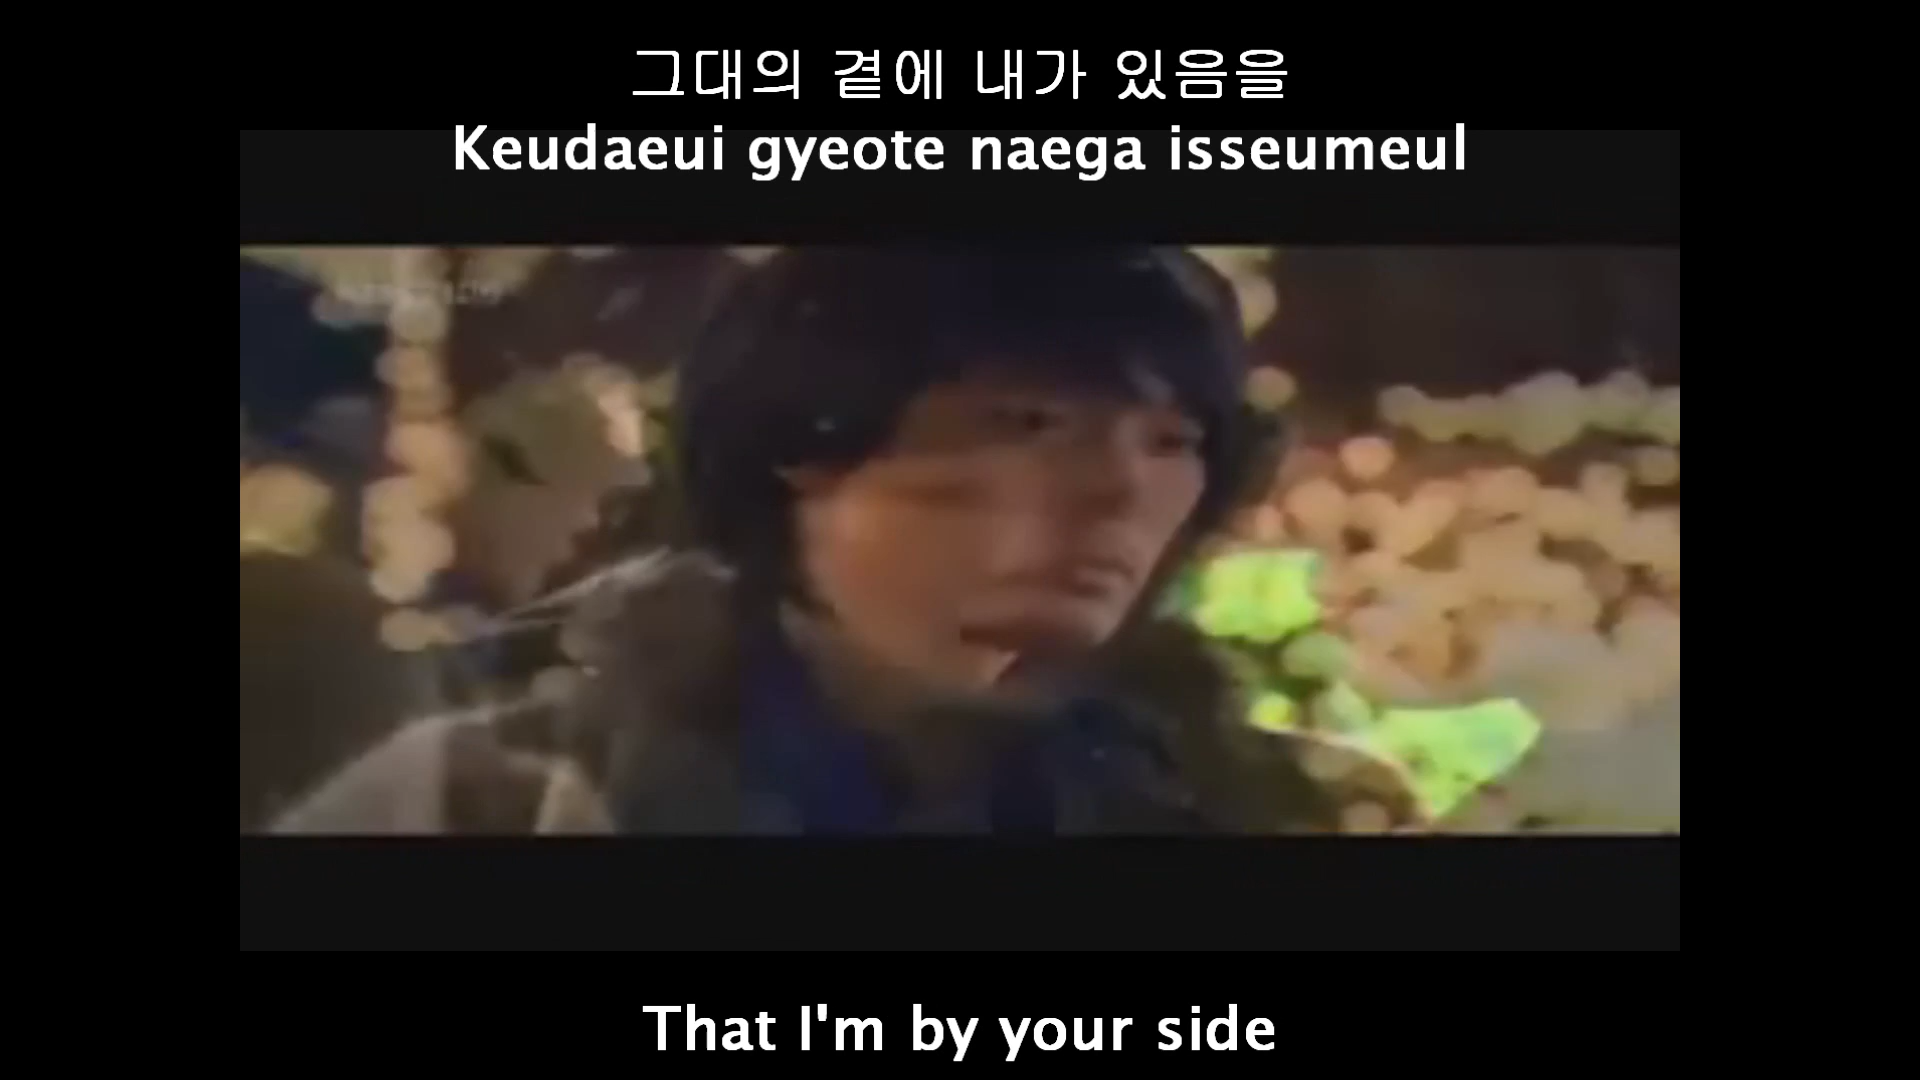 그대의 곁에 내가 있음을
Keudaeui gyeote naega isseumeul
That I'm by your side